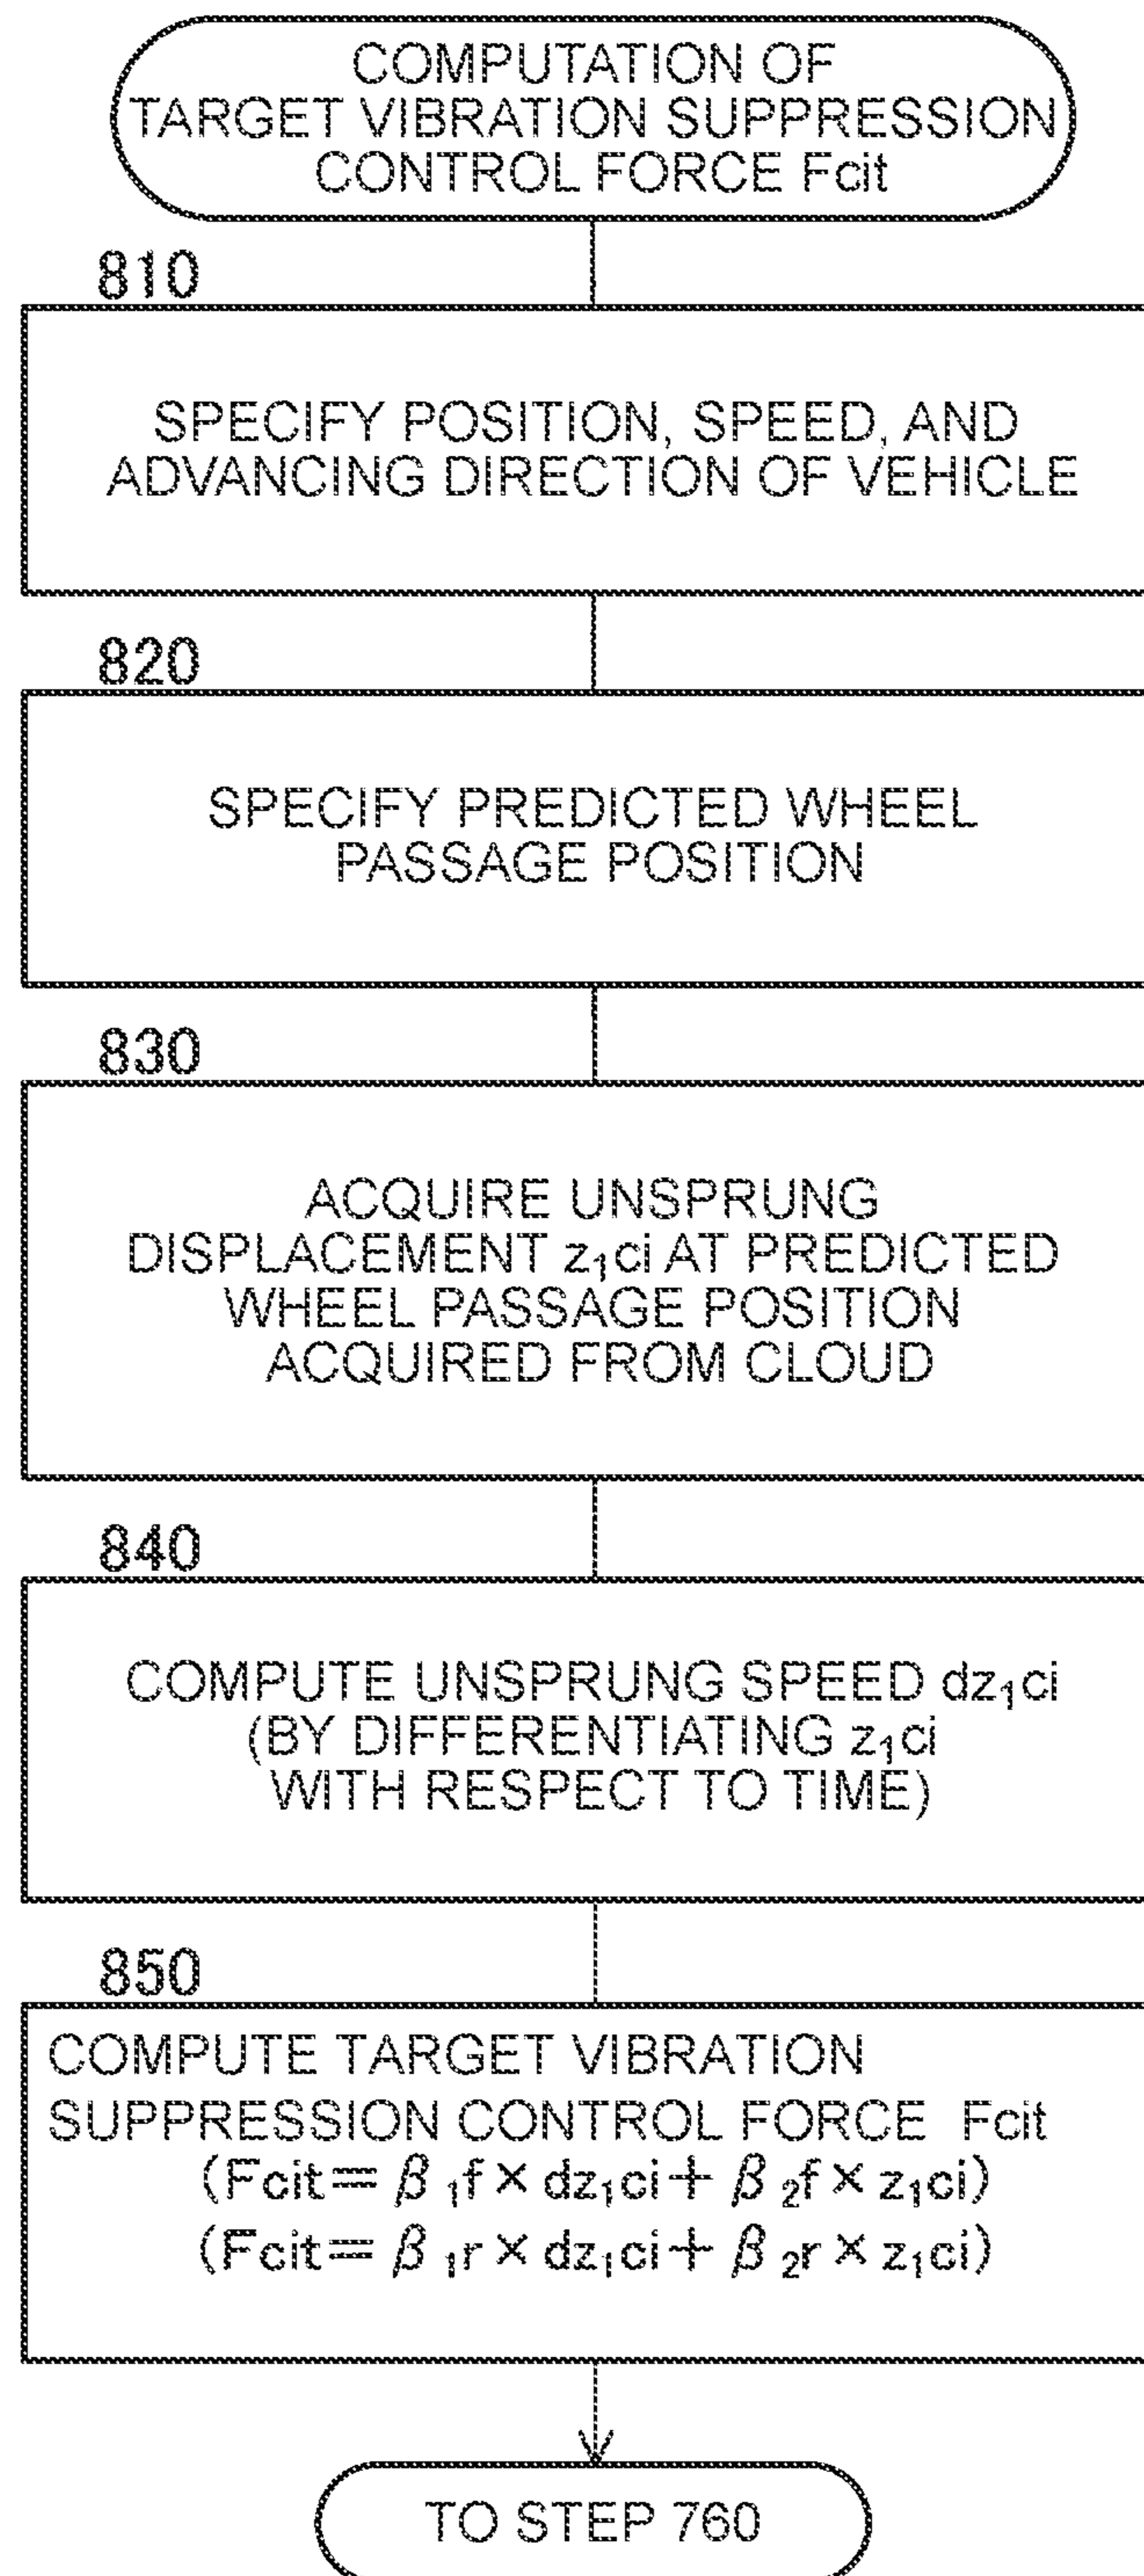 COMPUTATION OF
TARGET VIBRATION SUPPRESSION
CONTROL FORCE Fcit
810
SPECIFY POSITION, SPEED, AND
ADVANCING DIRECTION OF VEHICLE
820
SPECIFY PREDICTED WHEEL
PASSAGE POSITION
830
ACQUIRE UNSPRUNG
DISPLACEMENT z₁ci AT PREDICTED
WHEEL PASSAGE POSITION
ACQUIRED FROM CLOUD
840
COMPUTE UNSPRUNG SPEED dz₁ci
(BY DIFFERENTIATING z₁ci
WITH RESPECT TO TIME)
850
COMPUTE TARGET VIBRATION
SUPPRESSION CONTROL FORCE Fcit
(Fcit=β₁f×dz₁ci+β₂f×z₁ci)
(Fcit=β₁r×dz₁ci+β₂r×z₁ci)
TO STEP 760